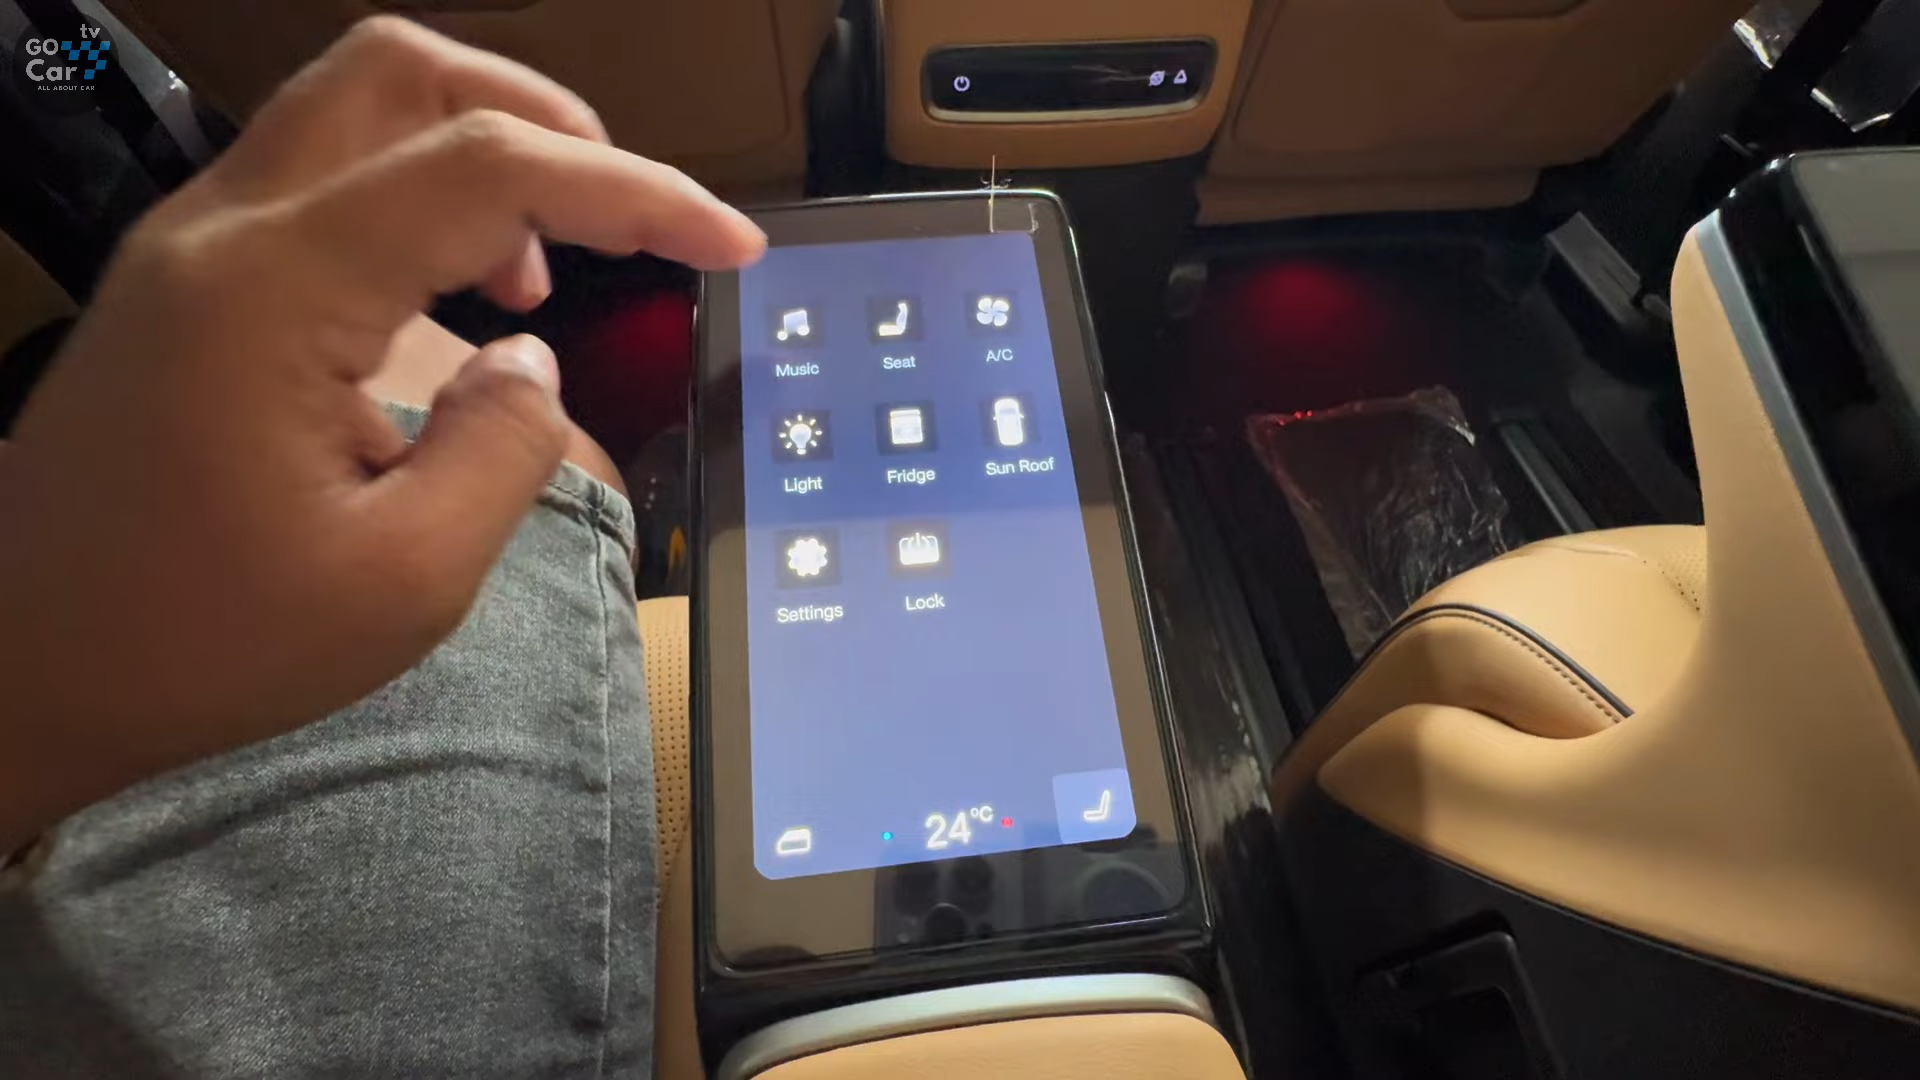 tv
GO
Car
ALL ABOUT CAR
Music
Seat
A/C
Light
Fridge
Sun Roof
Settings
Lock
24°C